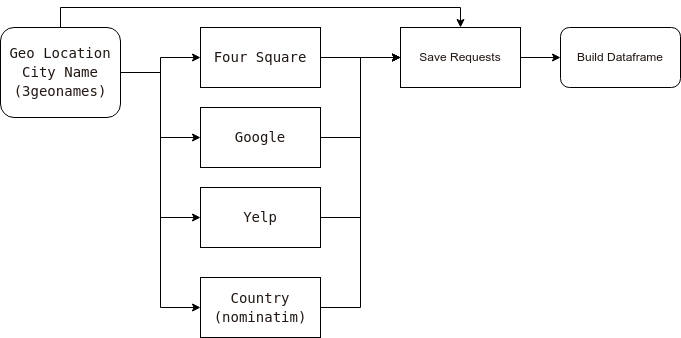 Geo Location
City Name
(3geonames)
Four Square
Save Requests
Build Dataframe
Google
Yelp
Country
(nominatim)